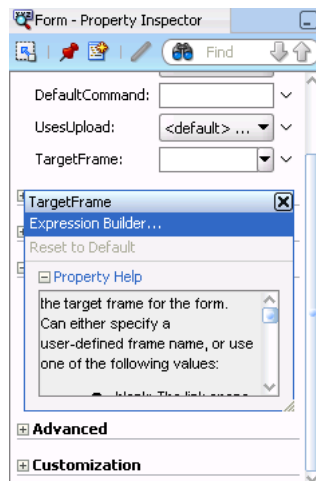 Form - Property Inspector
Find
DefaultCommand:
UsesUpload: <default> ...
TargetFrame:
TargetFrame
Expression Builder...
Reset to Default
Property Help
the target frame for the form.
Can either specify a
user-defined frame name, or use
one of the following values:
Advanced
Customization